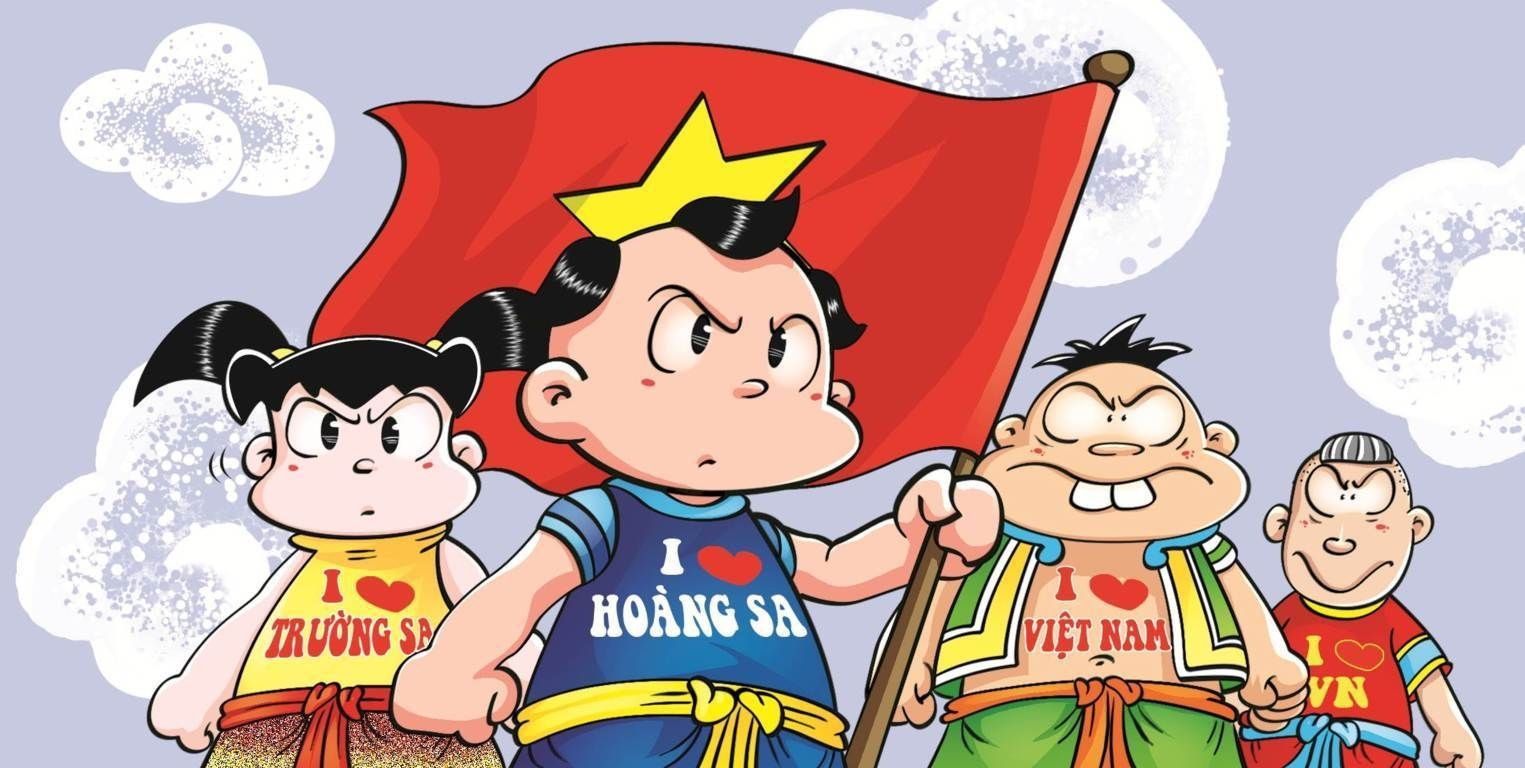 I ❤
TRƯỜNG SA
I ❤
HOÀNG SA
I ❤
VIỆT NAM
I ❤
VN